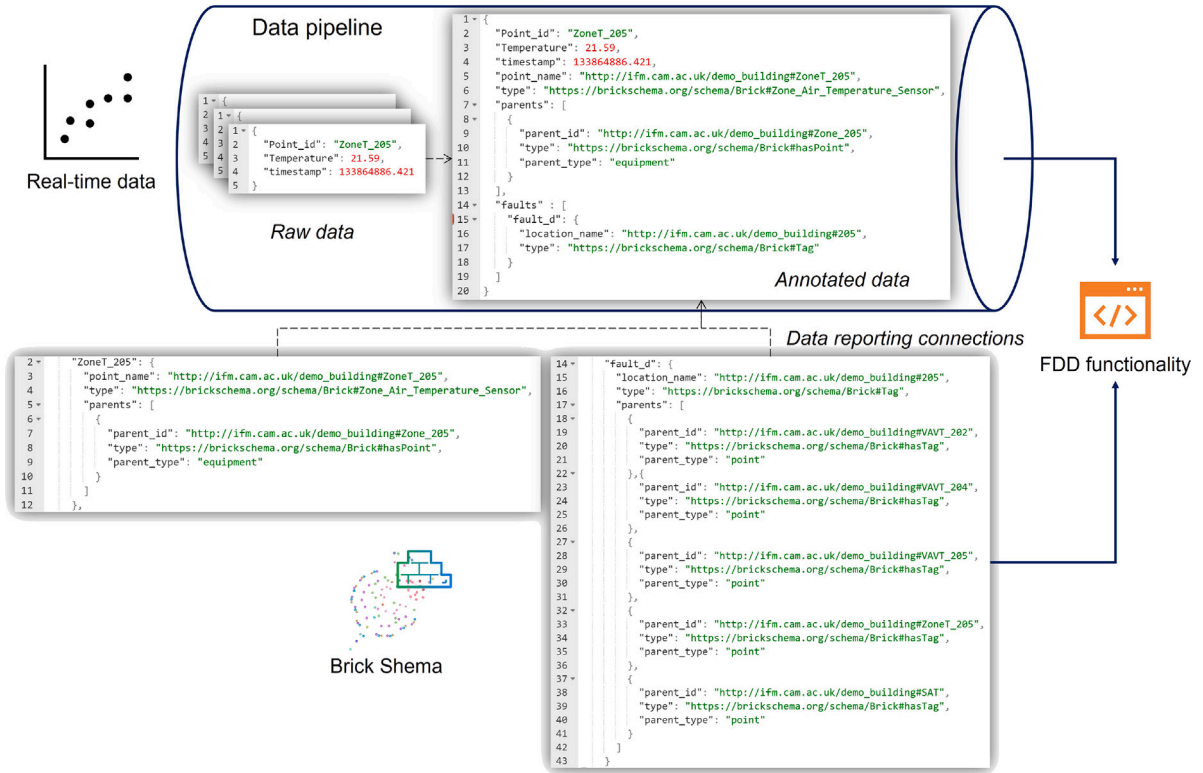 Data pipeline
Real-time data
1 {
2
3
4
5
1 {
2
3
4
5
1 {
2 "Point_id": "ZoneT_205",
3 "Temperature": 21.59,
4 "timestamp": 133864886.421
5 }
Raw data
1 {
2 "Point_id": "ZoneT_205",
3 "Temperature": 21.59,
4 "timestamp": 133864886.421,
5 "point_name": "http://ifm.cam.ac.uk/demo_building#ZoneT_205",
6 "type": "https://brickschema.org/schema/Brick#Zone_Air_Temperature_Sensor",
7 "parents": [
8 {
9 "parent_id": "http://ifm.cam.ac.uk/demo_building#Zone_205",
10 "type": "https://brickschema.org/schema/Brick#hasPoint",
11 "parent_type": "equipment"
12 }
13 ],
14 "faults" : [
15 "fault_d": {
16 "location_name": "http://ifm.cam.ac.uk/demo_building#205",
17 "type": "https://brickschema.org/schema/Brick#Tag"
18 }
19 ]
20 }
Annotated data
</>
FDD functionality
Data reporting connections
2 "ZoneT_205": {
3 "point_name": "http://ifm.cam.ac.uk/demo_building#ZoneT_205",
4 "type": "https://brickschema.org/schema/Brick#Zone_Air_Temperature_Sensor",
5 "parents": [
6 {
7 "parent_id": "http://ifm.cam.ac.uk/demo_building#Zone_205",
8 "type": "https://brickschema.org/schema/Brick#hasPoint",
9 "parent_type": "equipment"
10 }
11 ]
12 },
Brick Shema
14 "fault_d": {
15 "location_name": "http://ifm.cam.ac.uk/demo_building#205",
16 "type": "https://brickschema.org/schema/Brick#Tag",
17 "parents": [
18 {
19 "parent_id": "http://ifm.cam.ac.uk/demo_building#VAVT_202",
20 "type": "https://brickschema.org/schema/Brick#hasTag",
21 "parent_type": "point"
22 },{
23 "parent_id": "http://ifm.cam.ac.uk/demo_building#VAVT_204",
24 "type": "https://brickschema.org/schema/Brick#hasTag",
25 "parent_type": "point"
26 },
27 {
28 "parent_id": "http://ifm.cam.ac.uk/demo_building#VAVT_205",
29 "type": "https://brickschema.org/schema/Brick#hasTag",
30 "parent_type": "point"
31 },
32 {
33 "parent_id": "http://ifm.cam.ac.uk/demo_building#ZoneT_205",
34 "type": "https://brickschema.org/schema/Brick#hasTag",
35 "parent_type": "point"
36 },
37 {
38 "parent_id": "http://ifm.cam.ac.uk/demo_building#SAT",
39 "type": "https://brickschema.org/schema/Brick#hasTag",
40 "parent_type": "point"
41 }
42 ]
43 }